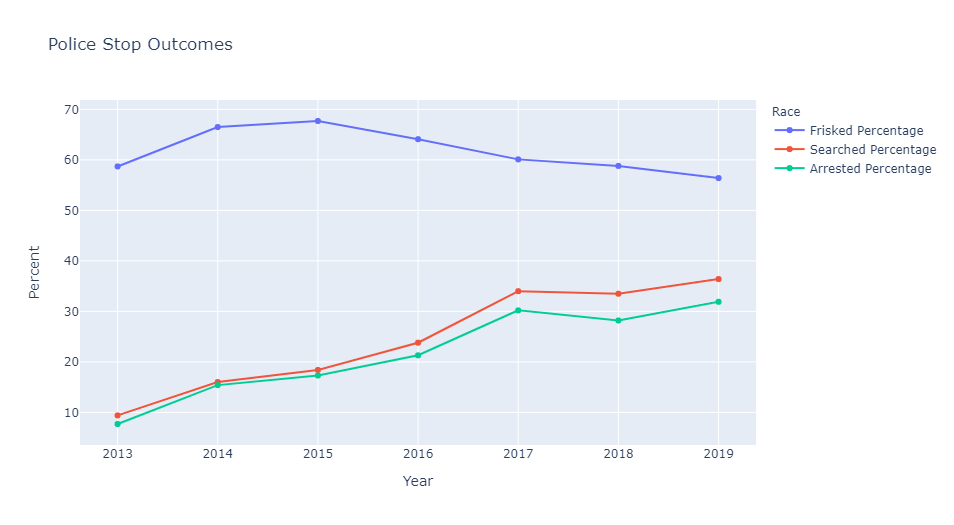 Police Stop Outcomes
Race
Frisked Percentage
Searched Percentage
Arrested Percentage
70
60
50
40
30
20
10
Percent
2013 2014 2015 2016 2017 2018 2019
Year